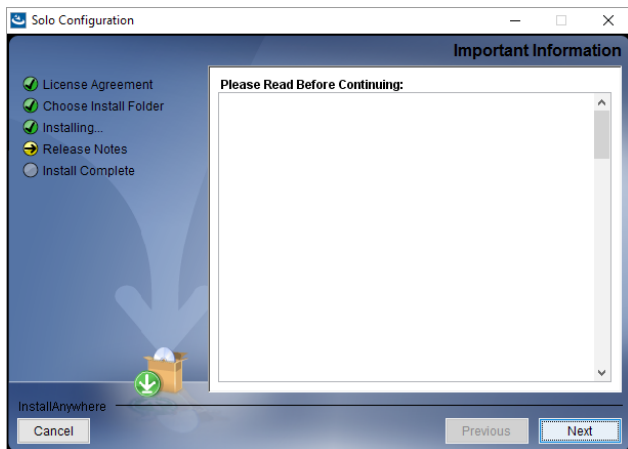 Solo Configuration
Important Information
License Agreement
Choose Install Folder
Installing...
Release Notes
Install Complete
Please Read Before Continuing:
InstallAnywhere
Cancel
Previous
Next